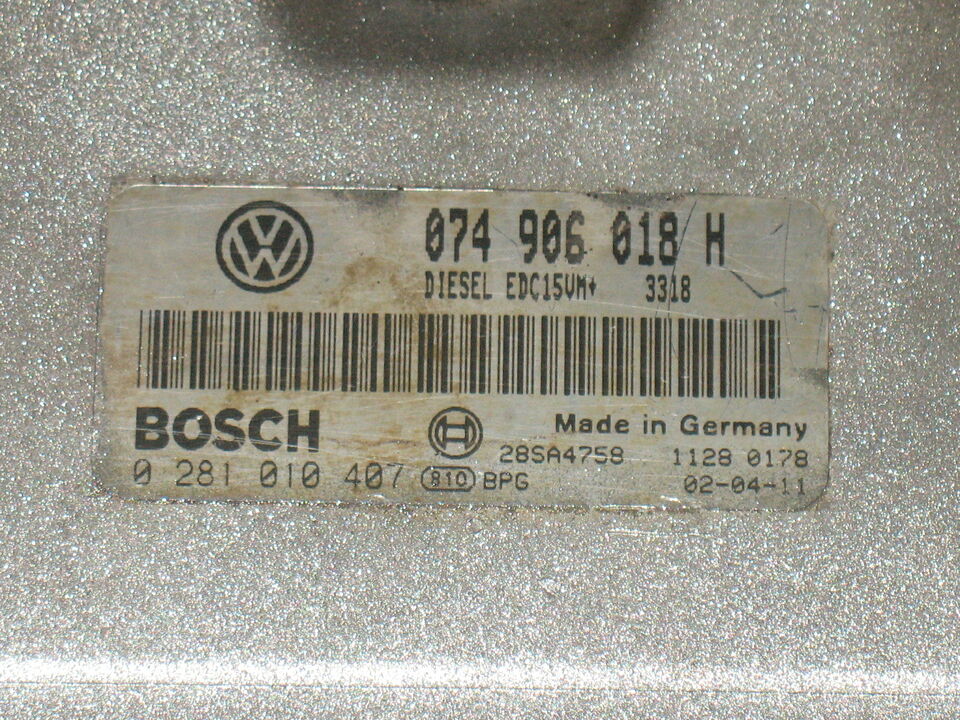 074 906 018 H
DIESEL EDC15VM+ 3318
BOSCH
Made in Germany
28SA4758 1128 0178
0 281 010 407 810 BPG 02-04-11